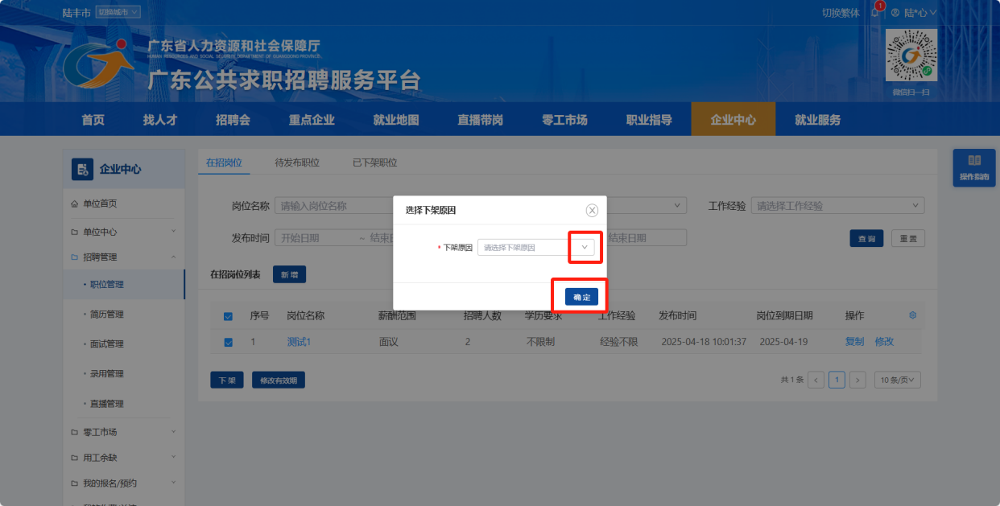 陆丰市 切换城市
切换繁体 1 陆*心
广东省人力资源和社会保障厅
HUMAN RESOURCES AND SOCIAL SECURITY DEPARTMENT OF GUANGDONG PROVINCE
广东公共求职招聘服务平台
微信扫一扫
首页 找人才 招聘会 重点企业 就业地图 直播带岗 零工市场 职业指导 企业中心 就业服务
企业中心
单位首页
单位中心
招聘管理
职位管理
简历管理
面试管理
录用管理
直播管理
零工市场
用工余缺
我的报名/预约
在招岗位 待发布职位 已下架职位
操作指南
岗位名称 请输入岗位名称 工作经验 请选择工作经验
发布时间 开始日期 ~ 结束日 结束日期 查询 重置
选择下架原因
* 下架原因 请选择下架原因
确定
在招岗位列表 新增
序号 岗位名称 薪酬范围 招聘人数 学历要求 工作经验 发布时间 岗位到期日期 操作
1 测试1 面议 2 不限制 经验不限 2025-04-18 10:01:37 2025-04-19 复制 修改
下架 修改有效期 共 1 条 < 1 > 10 条/页